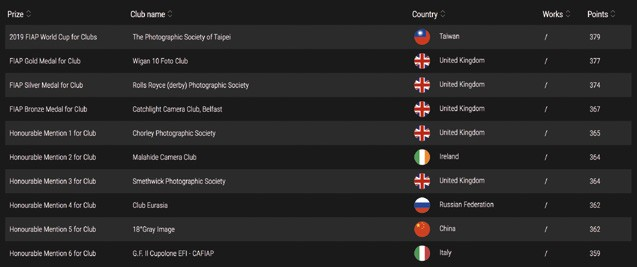 Prize Club name Country Works Points
2019 FIAP World Cup for Clubs The Photographic Society of Taipei Taiwan / 379
FIAP Gold Medal for Club Wigan 10 Foto Club United Kingdom / 377
FIAP Silver Medal for Club Rolls Royce (derby) Photographic Society United Kingdom / 374
FIAP Bronze Medal for Club Catchlight Camera Club, Belfast United Kingdom / 367
Honourable Mention 1 for Club Chorley Photographic Society United Kingdom / 365
Honourable Mention 2 for Club Malahide Camera Club Ireland / 364
Honourable Mention 3 for Club Smethwick Photographic Society United Kingdom / 364
Honourable Mention 4 for Club Club Eurasia Russian Federation / 362
Honourable Mention 5 for Club 18°Gray Image China / 362
Honourable Mention 6 for Club G.F. Il Cupolone EFI - CAFIAP Italy / 359